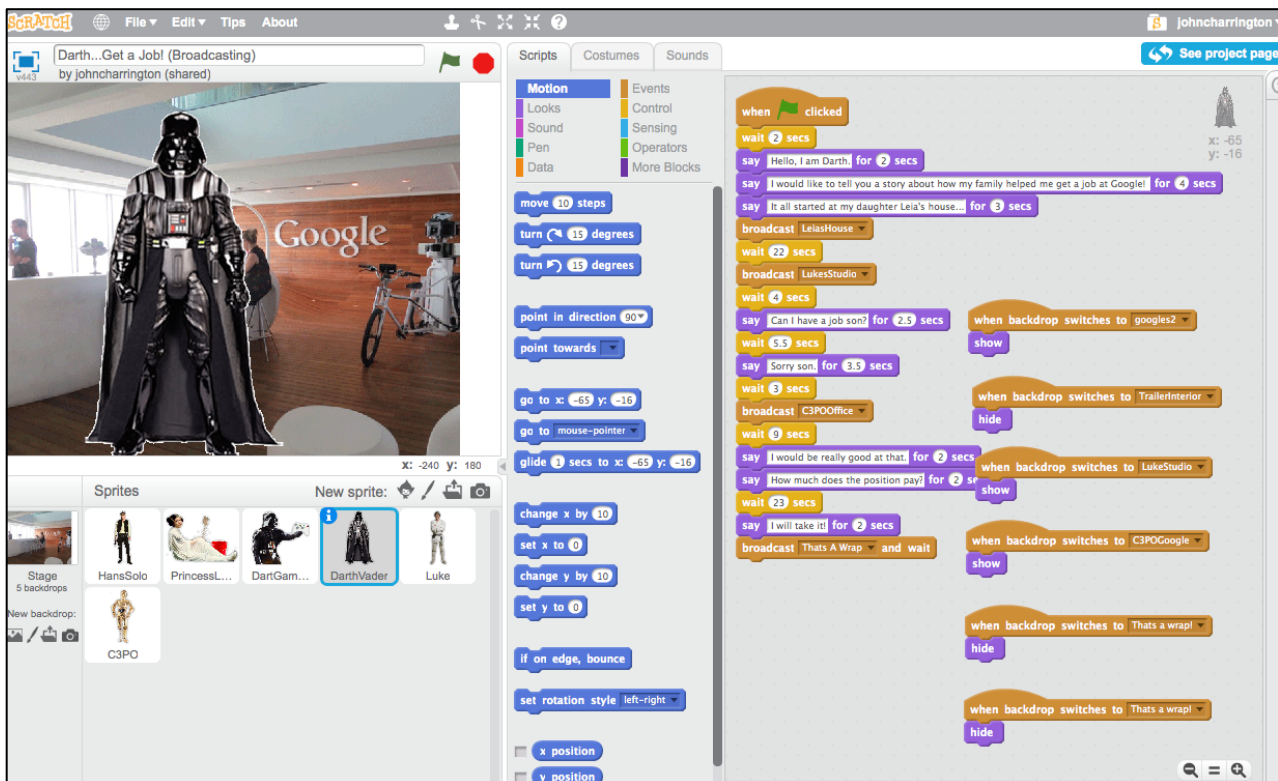 SCRATCH File Edit Tips About johncharrington
Darth...Get a Job! (Broadcasting)
by johncharrington (shared)
v443
Google
X: -240 y: 180
Sprites New sprite:
Stage
5 backdrops
New backdrop:
HansSolo PrincessL... DartGam... DarthVader Luke
C3PO
Scripts Costumes Sounds
See project page
Motion Events
Looks Control
Sound Sensing
Pen Operators
Data More Blocks
move 10 steps
turn 15 degrees
turn 15 degrees
point in direction 90
point towards
go to x: -65 y: -16
go to mouse-pointer
glide 1 secs to x: -65 y: -16
change x by 10
set x to 0
change y by 10
set y to 0
if on edge, bounce
set rotation style left-right
x position
y position
when clicked
wait 2 secs
say Hello, I am Darth. for 2 secs
say I would like to tell you a story about how my family helped me get a job at Google! for 4 secs
say It all started at my daughter Leia's house... for 3 secs
broadcast LeiasHouse
wait 22 secs
broadcast LukesStudio
wait 4 secs
say Can I have a job son? for 2.5 secs
wait 5.5 secs
say Sorry son. for 3.5 secs
wait 3 secs
broadcast C3POOffice
wait 9 secs
say I would be really good at that. for 2 secs
say How much does the position pay? for 2 se
wait 23 secs
say I will take it! for 2 secs
broadcast Thats A Wrap and wait
x: -65
y: -16
when backdrop switches to googles2
show
when backdrop switches to TrailerInterior
hide
when backdrop switches to LukeStudio
show
when backdrop switches to C3POGoogle
show
when backdrop switches to Thats a wrap!
hide
when backdrop switches to Thats a wrap!
hide